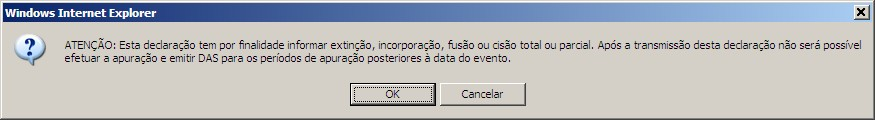 Windows Internet Explorer
ATENÇÃO: Esta declaração tem por finalidade informar extinção, incorporação, fusão ou cisão total ou parcial. Após a transmissão desta declaração não será possível
efetuar a apuração e emitir DAS para os períodos de apuração posteriores à data do evento.
OK
Cancelar